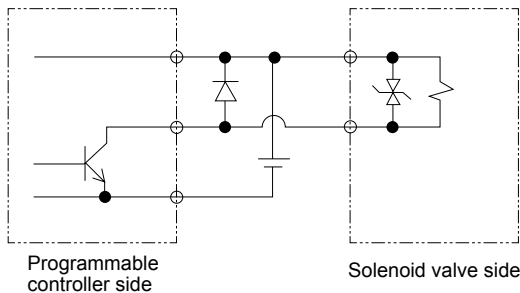 Programmable
controller side
Solenoid valve side